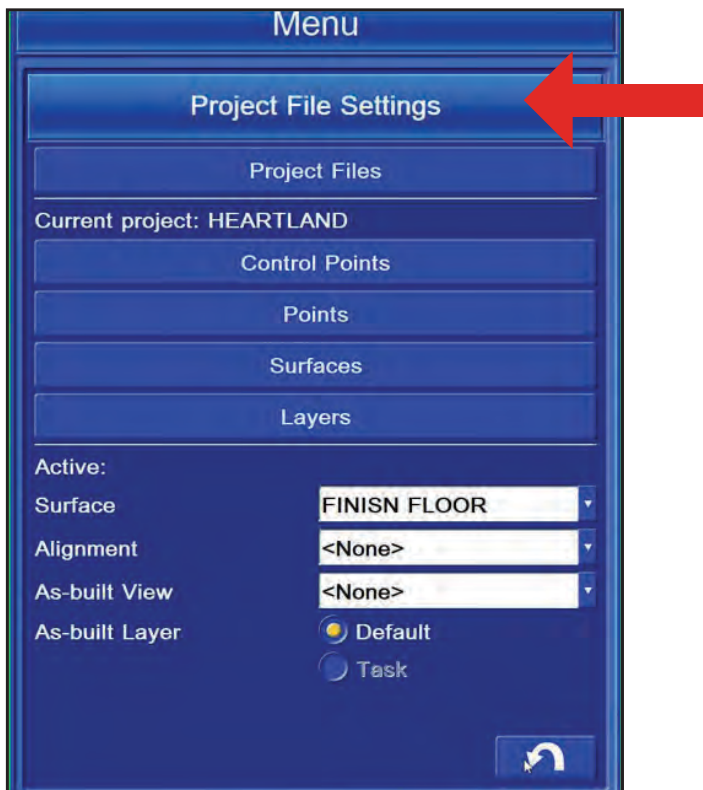 Menu
Project File Settings
Project Files
Current project: HEARTLAND
Control Points
Points
Surfaces
Layers
Active:
Surface FINISN FLOOR
Alignment <None>
As-built View <None>
As-built Layer Default
Task